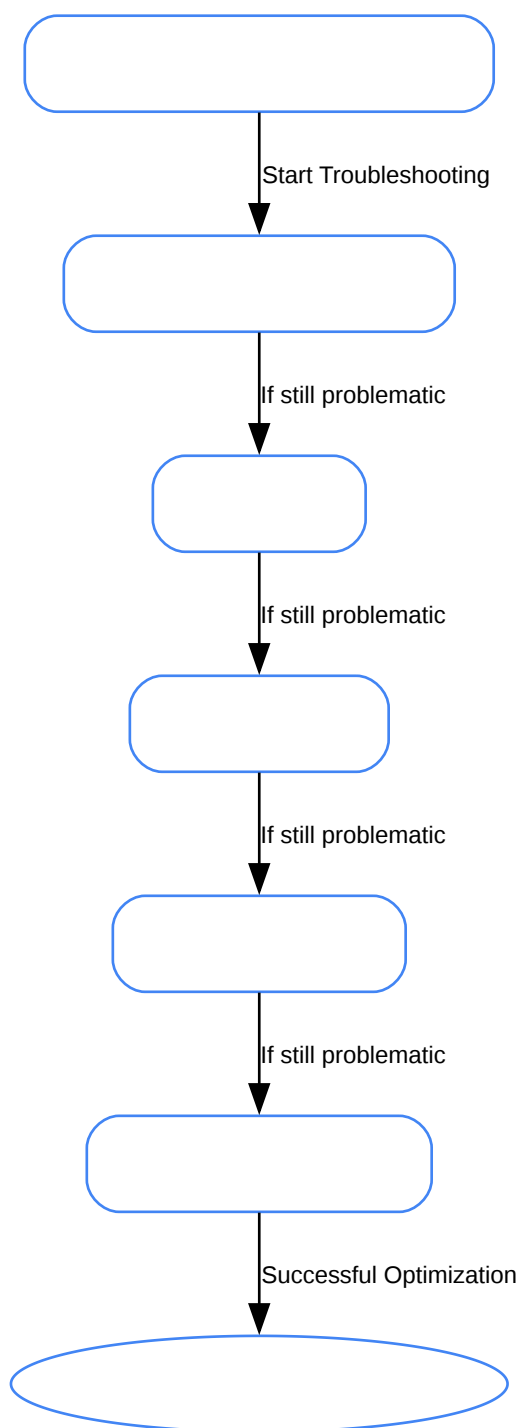 Start Troubleshooting
If still problematic
If still problematic
If still problematic
If still problematic
Successful Optimization